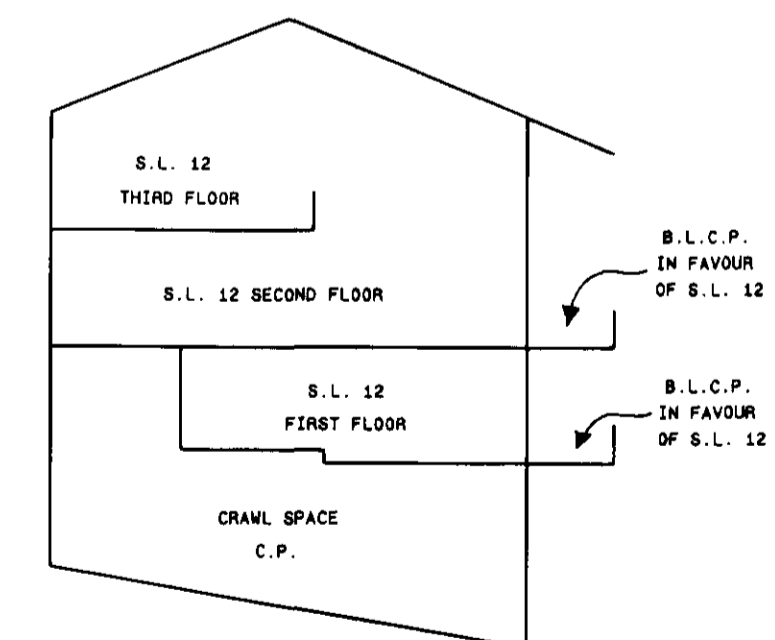 S.L. 12
THIRD FLOOR
B.L.C.P.
IN FAVOUR
OF S.L. 12
S.L. 12 SECOND FLOOR
S.L. 12
FIRST FLOOR
B.L.C.P.
IN FAVOUR
OF S.L. 12
CRAWL SPACE
C.P.